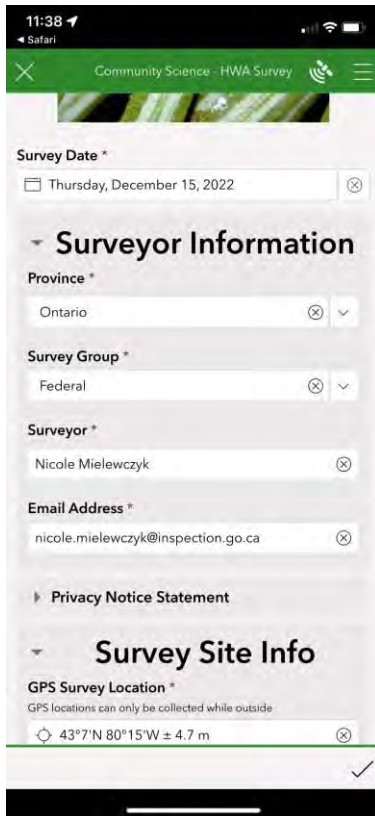 11:38
Safari
Community Science - HWA Survey
Survey Date *
Thursday, December 15, 2022
Surveyor Information
Province *
Ontario
Survey Group *
Federal
Surveyor *
Nicole Mielewczyk
Email Address *
nicole.mielewczyk@inspection.go.ca
Privacy Notice Statement
Survey Site Info
GPS Survey Location *
GPS locations can only be collected while outside
43°7'N 80°15'W ± 4.7 m